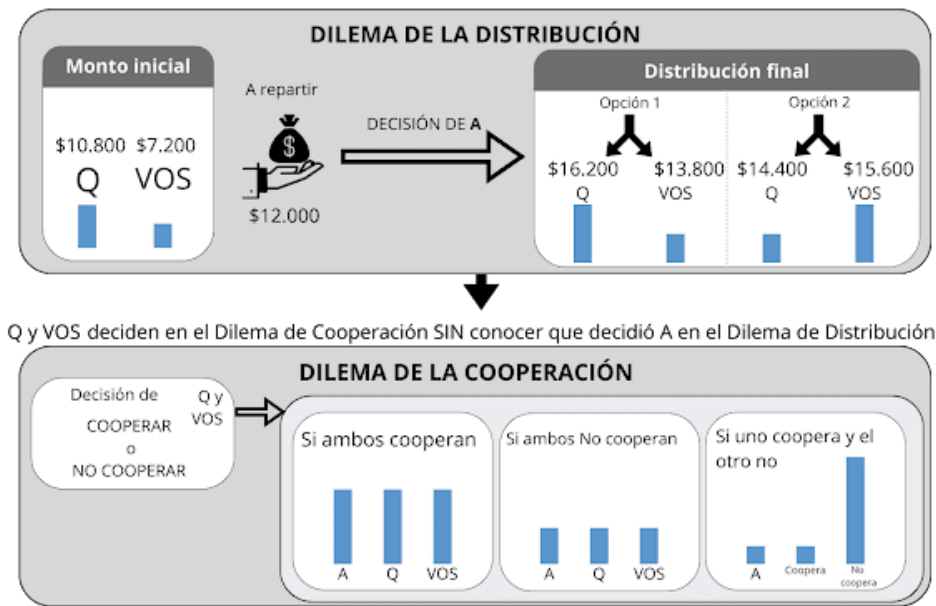 DILEMA DE LA DISTRIBUCIÓN
Monto inicial
$10.800 $7.200
Q VOS
A repartir
$
$12.000
DECISIÓN DE A
Distribución final
Opción 1
Opción 2
$16.200 $13.800 $14.400 $15.600
Q VOS Q VOS
Q y VOS deciden en el Dilema de Cooperación SIN conocer que decidió A en el Dilema de Distribución
DILEMA DE LA COOPERACIÓN
Decisión de
COOPERAR
o
NO COOPERAR
Q y
VOS
Si ambos cooperan
A Q VOS
Si ambos No cooperan
A Q VOS
Si uno coopera y el
otro no
A Coopera No
coopera